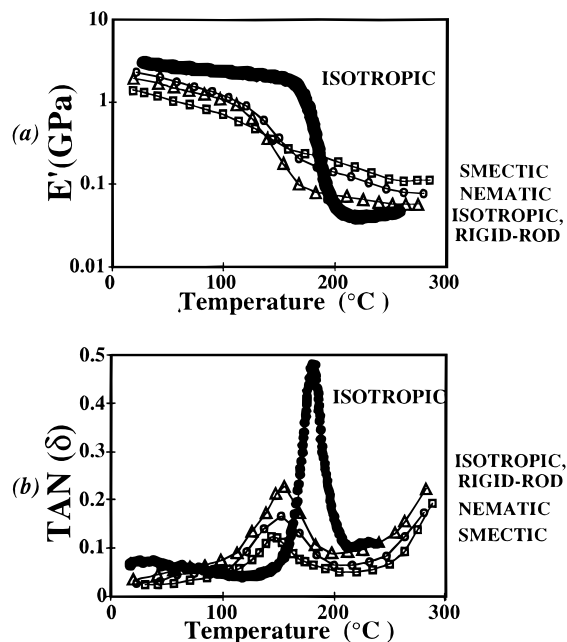 10
ISOTROPIC
1
(a)
E'(GPa)
0.1
SMECTIC
NEMATIC
ISOTROPIC,
RIGID-ROD
0.01
0
100
200
300
Temperature (°C)
0.5
ISOTROPIC
0.4
0.3
(b)
TAN (δ)
ISOTROPIC,
RIGID-ROD
0.2
NEMATIC
SMECTIC
0.1
0
0
100
200
300
Temperature (°C)